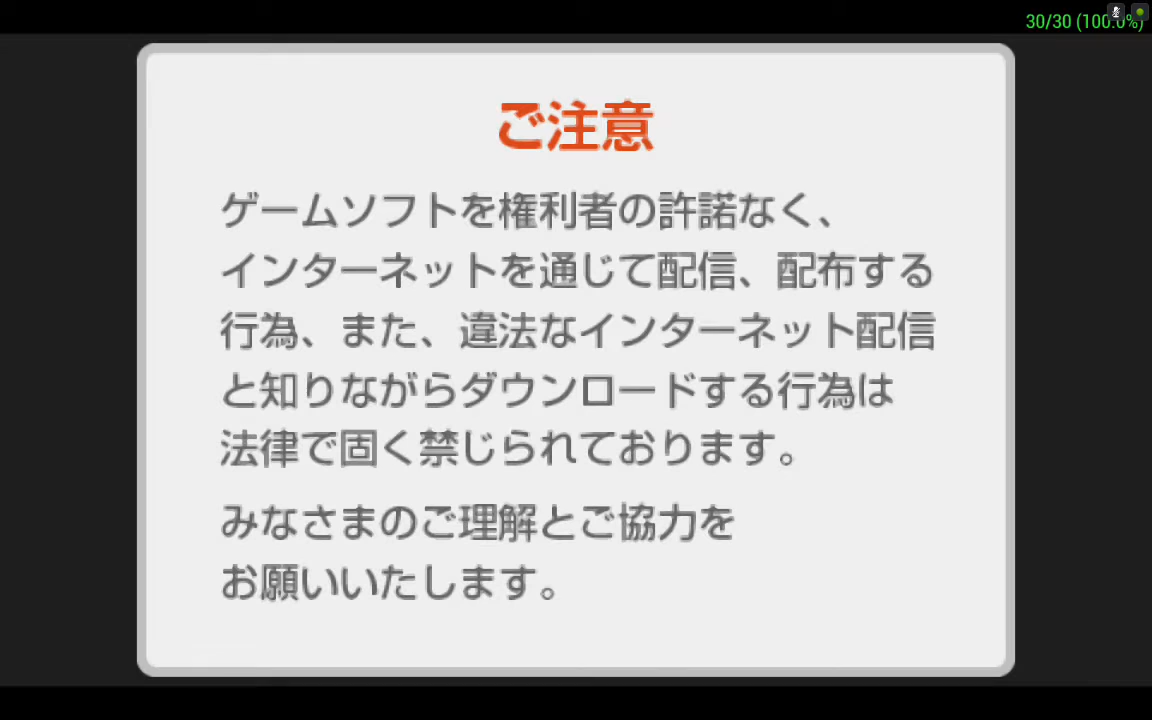 30/30 (100.0%)
ご注意
ゲームソフトを権利者の許諾なく、
インターネットを通じて配信、配布する
行為、また、違法なインターネット配信
と知りながらダウンロードする行為は
法律で固く禁じられております。
みなさまのご理解とご協力を
お願いいたします。